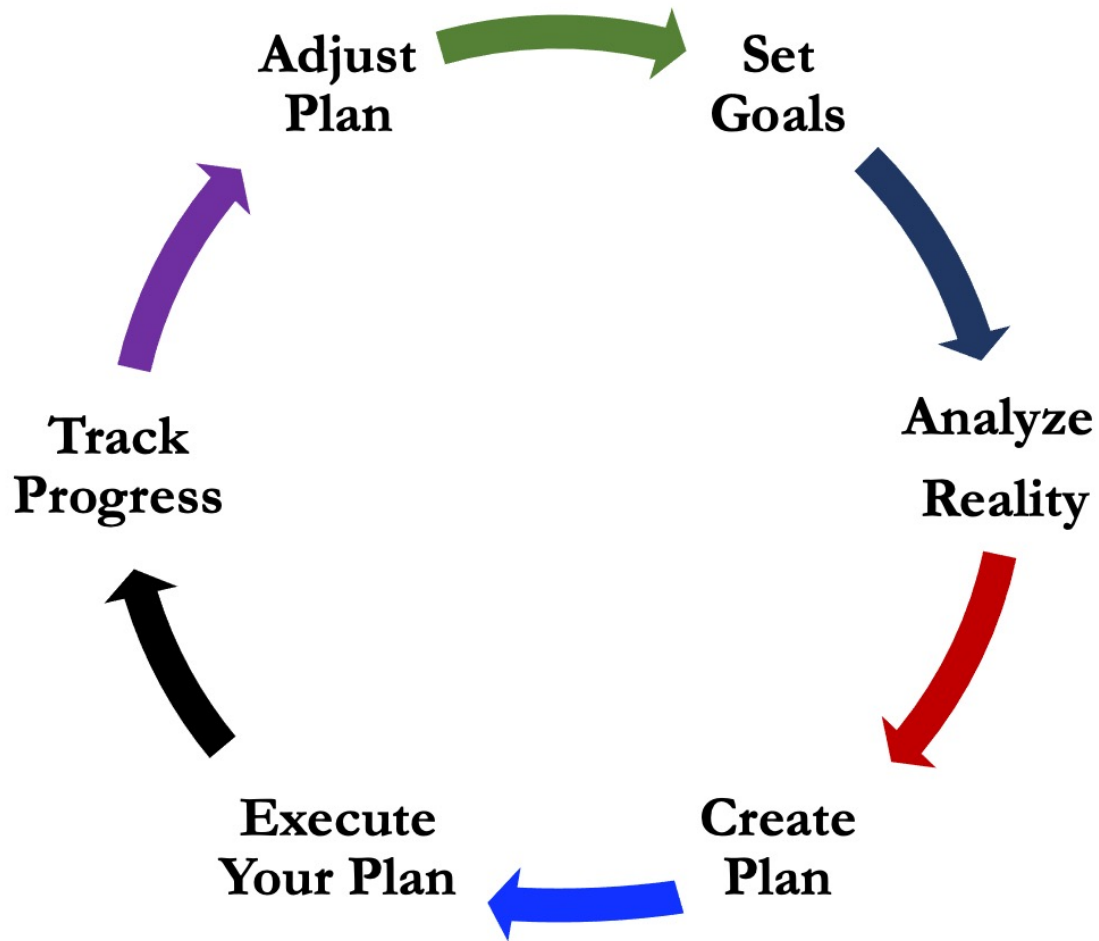 Set
Goals
Analyze
Reality
Create
Plan
Execute
Your Plan
Track
Progress
Adjust
Plan